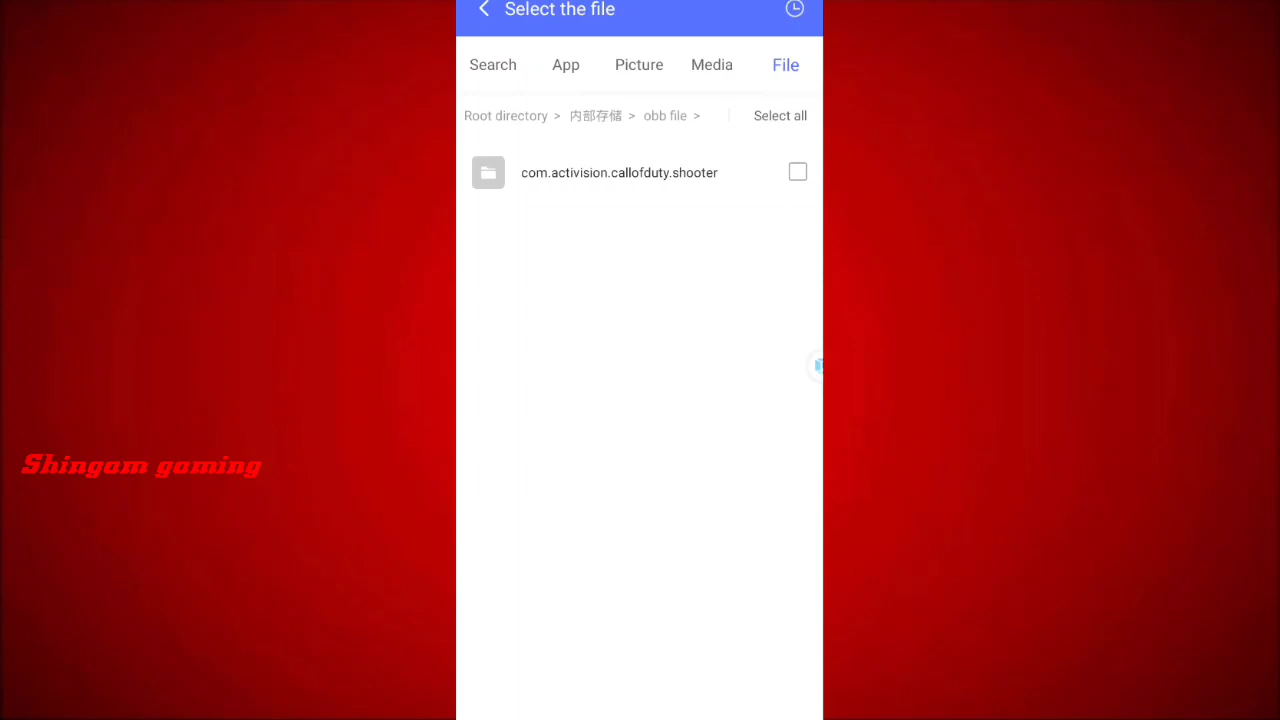 Select the file
Search App Picture Media File
Root directory > 内部存储 > obb file > Select all
com.activision.callofduty.shooter
Shingam gaming